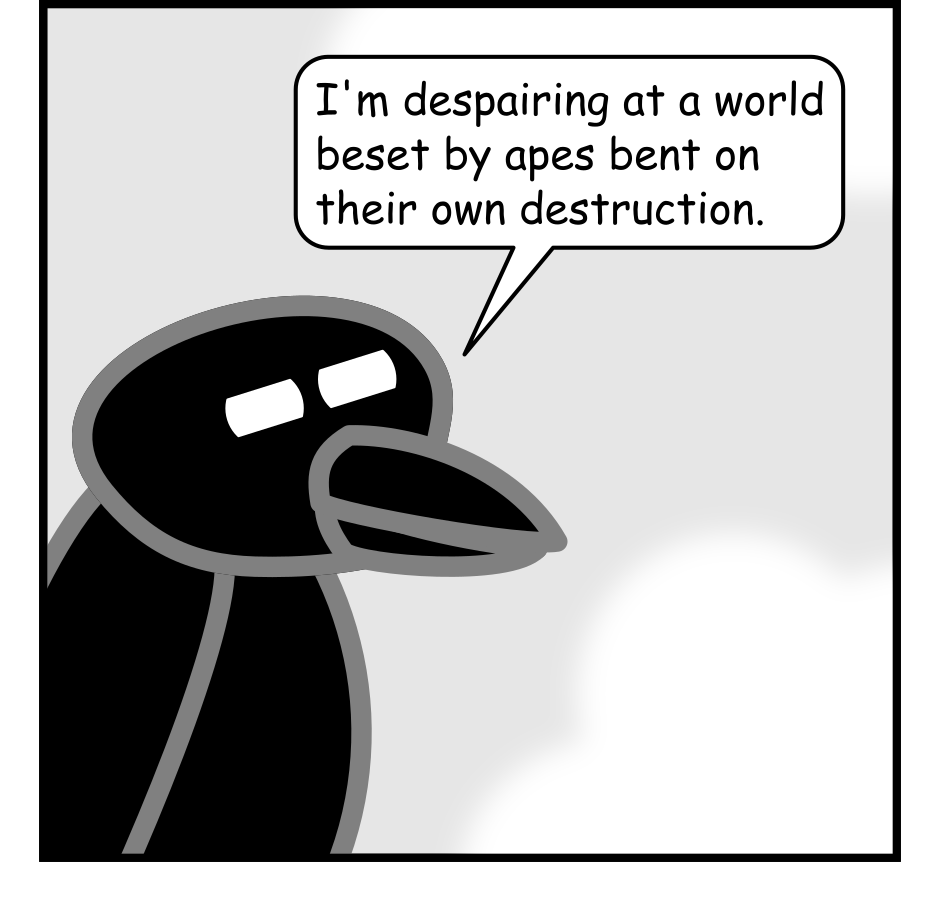 I'm despairing at a world
beset by apes bent on
their own destruction.